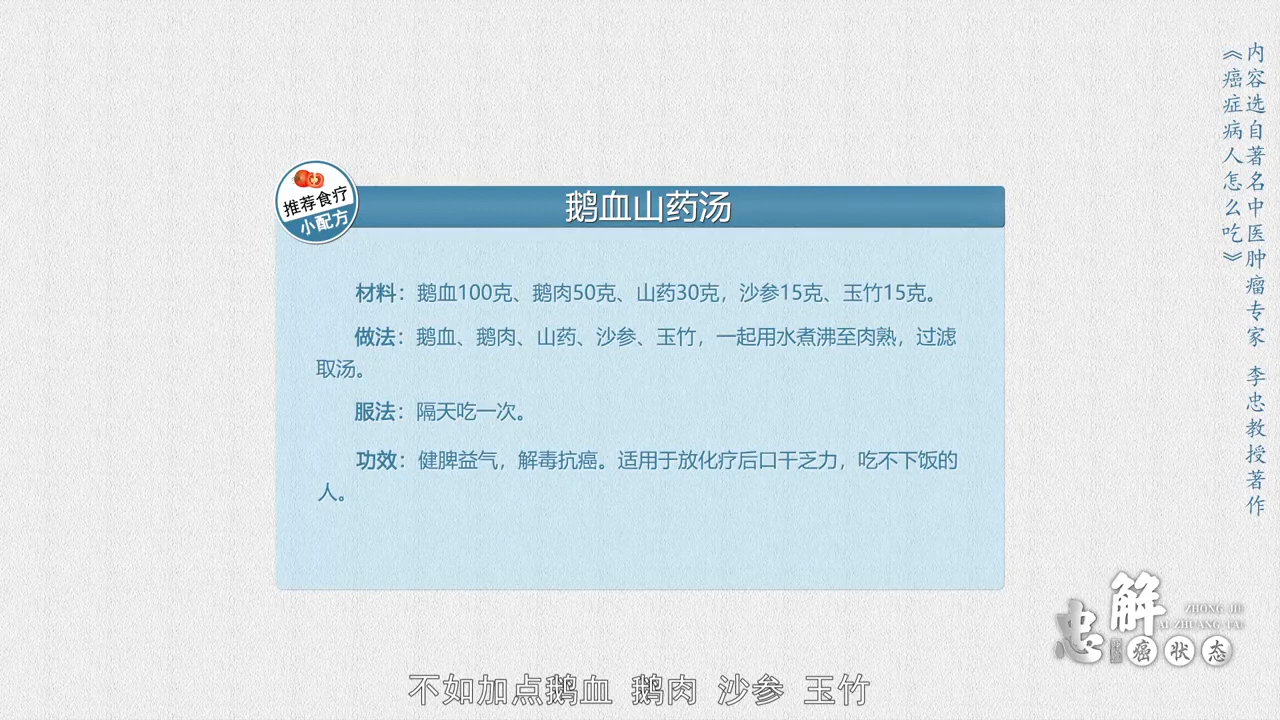 推荐食疗
小配方
鹅血山药汤
材料：鹅血100克、鹅肉50克、山药30克，沙参15克、玉竹15克。
做法：鹅血、鹅肉、山药、沙参、玉竹，一起用水煮沸至肉熟，过滤
取汤。
服法：隔天吃一次。
功效：健脾益气，解毒抗癌。适用于放化疗后口干乏力，吃不下饭的
人。
内容选自著名中医肿瘤专家 李忠教授著作
《癌症病人怎么吃》
忠解
ZHONG JIE
AI ZHUANG TAI
癌状态
不如加点鹅血 鹅肉 沙参 玉竹